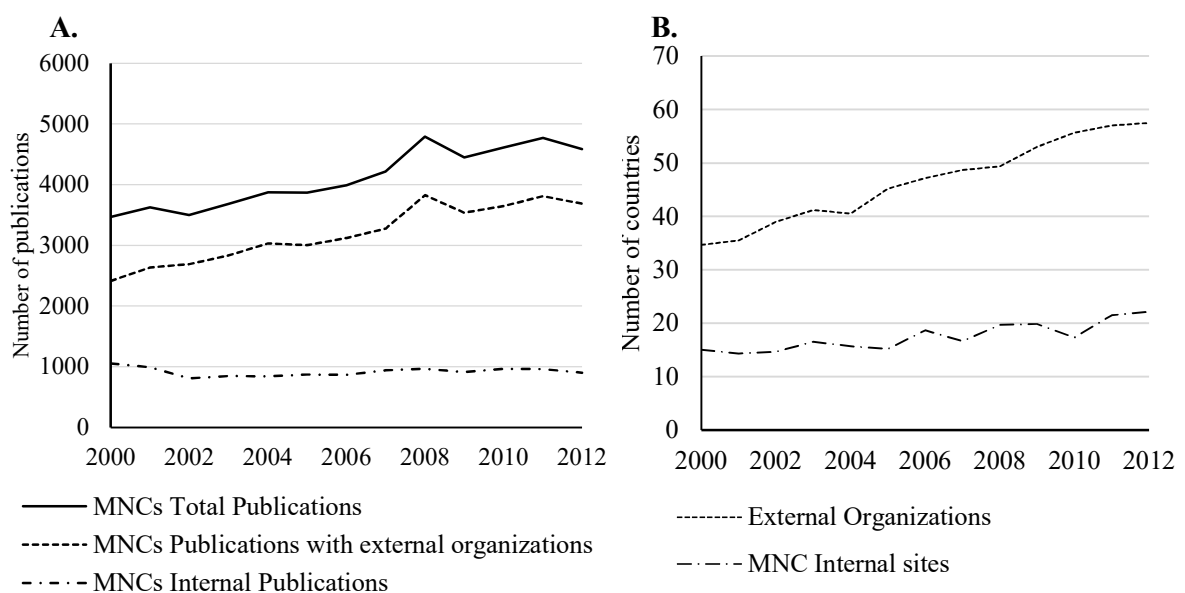 A.
Number of publications
6000
5000
4000
3000
2000
1000
0
2000 2002 2004 2006 2008 2010 2012
MNCs Total Publications
MNCs Publications with external organizations
MNCs Internal Publications
B.
Number of countries
70
60
50
40
30
20
10
0
2000 2002 2004 2006 2008 2010 2012
External Organizations
MNC Internal sites